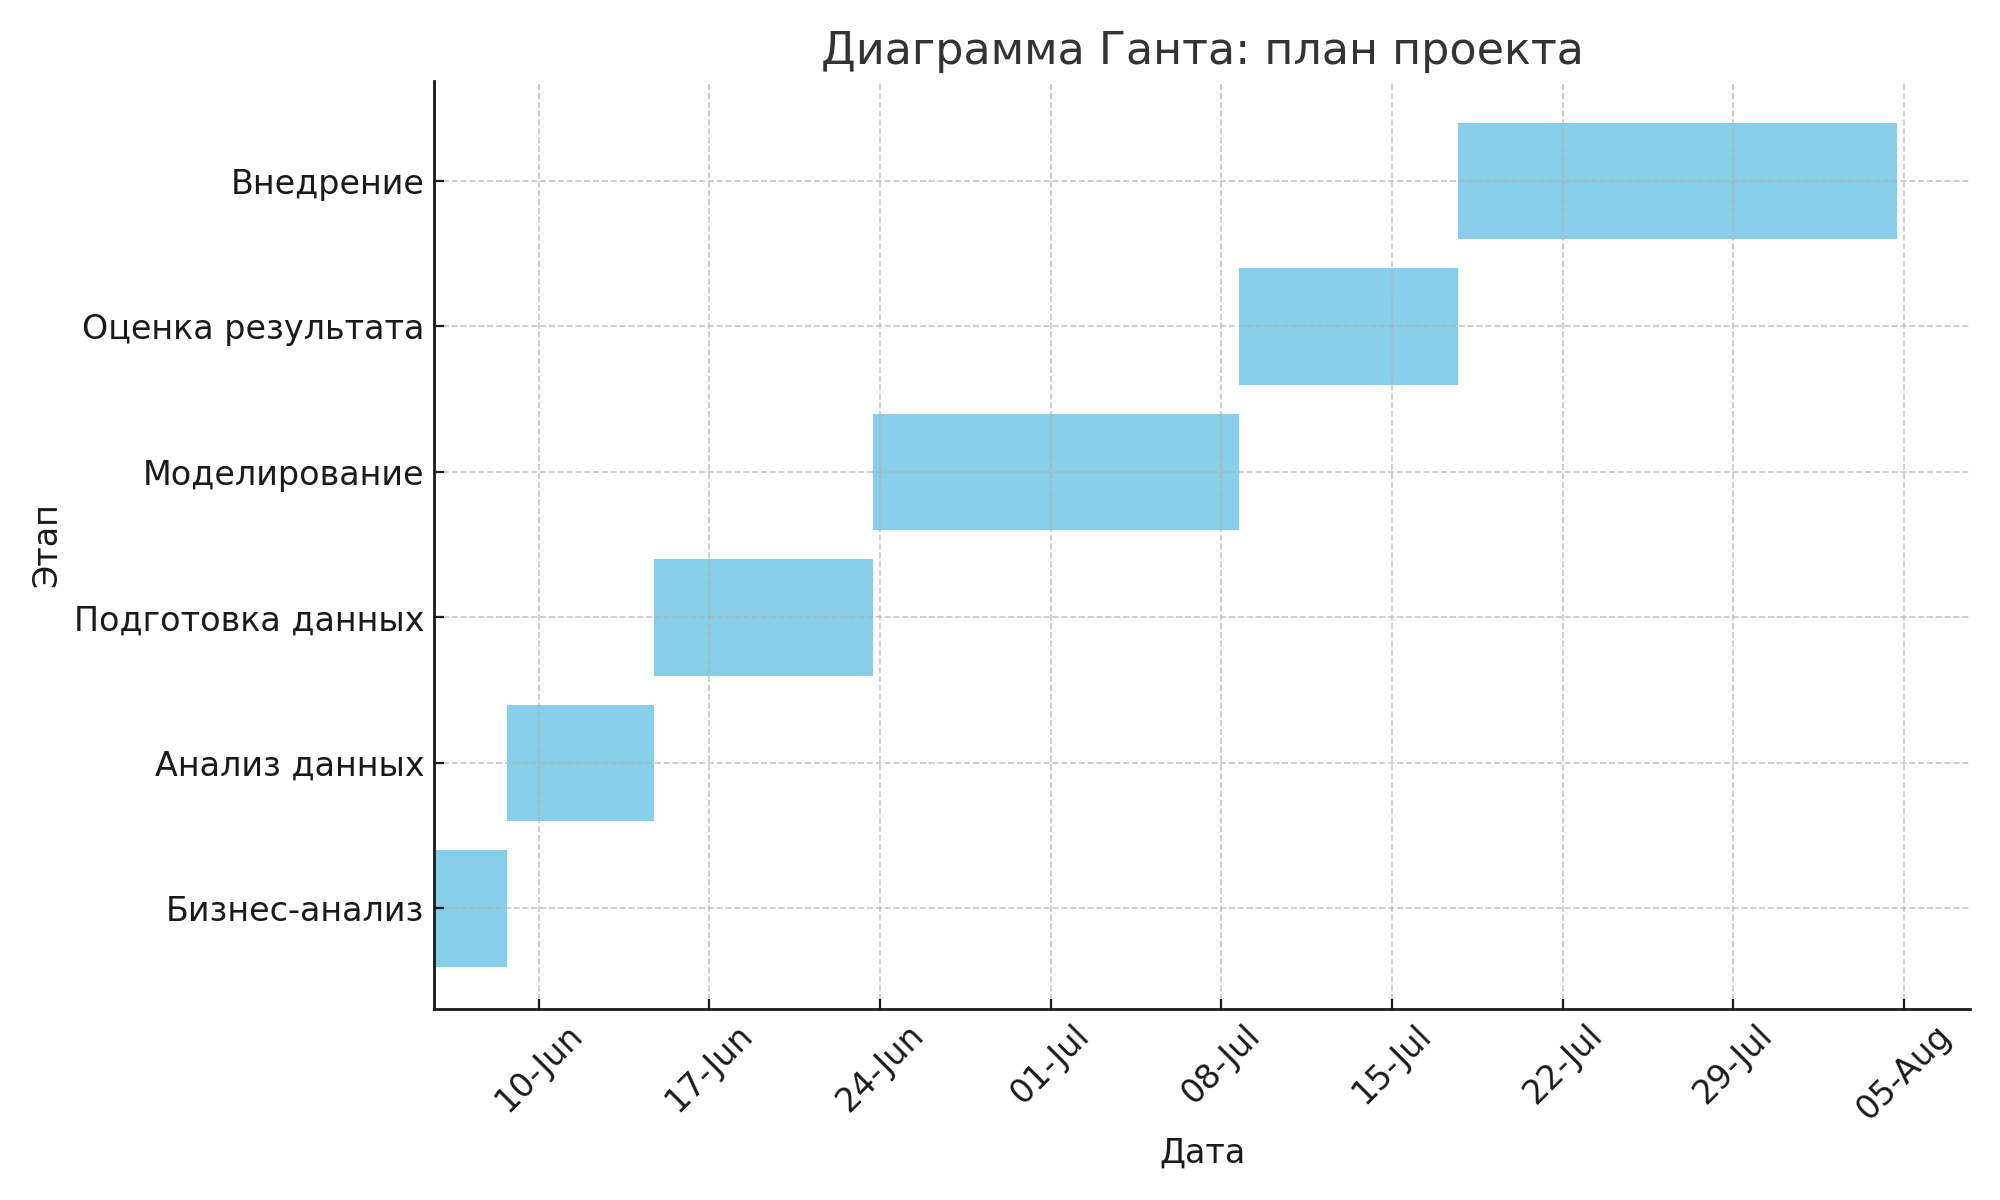 Диаграмма Ганта: план проекта
Внедрение
Оценка результата
Моделирование
Подготовка данных
Анализ данных
Бизнес-анализ
Этап
10-Jun
17-Jun
24-Jun
01-Jul
08-Jul
15-Jul
22-Jul
29-Jul
05-Aug
Дата